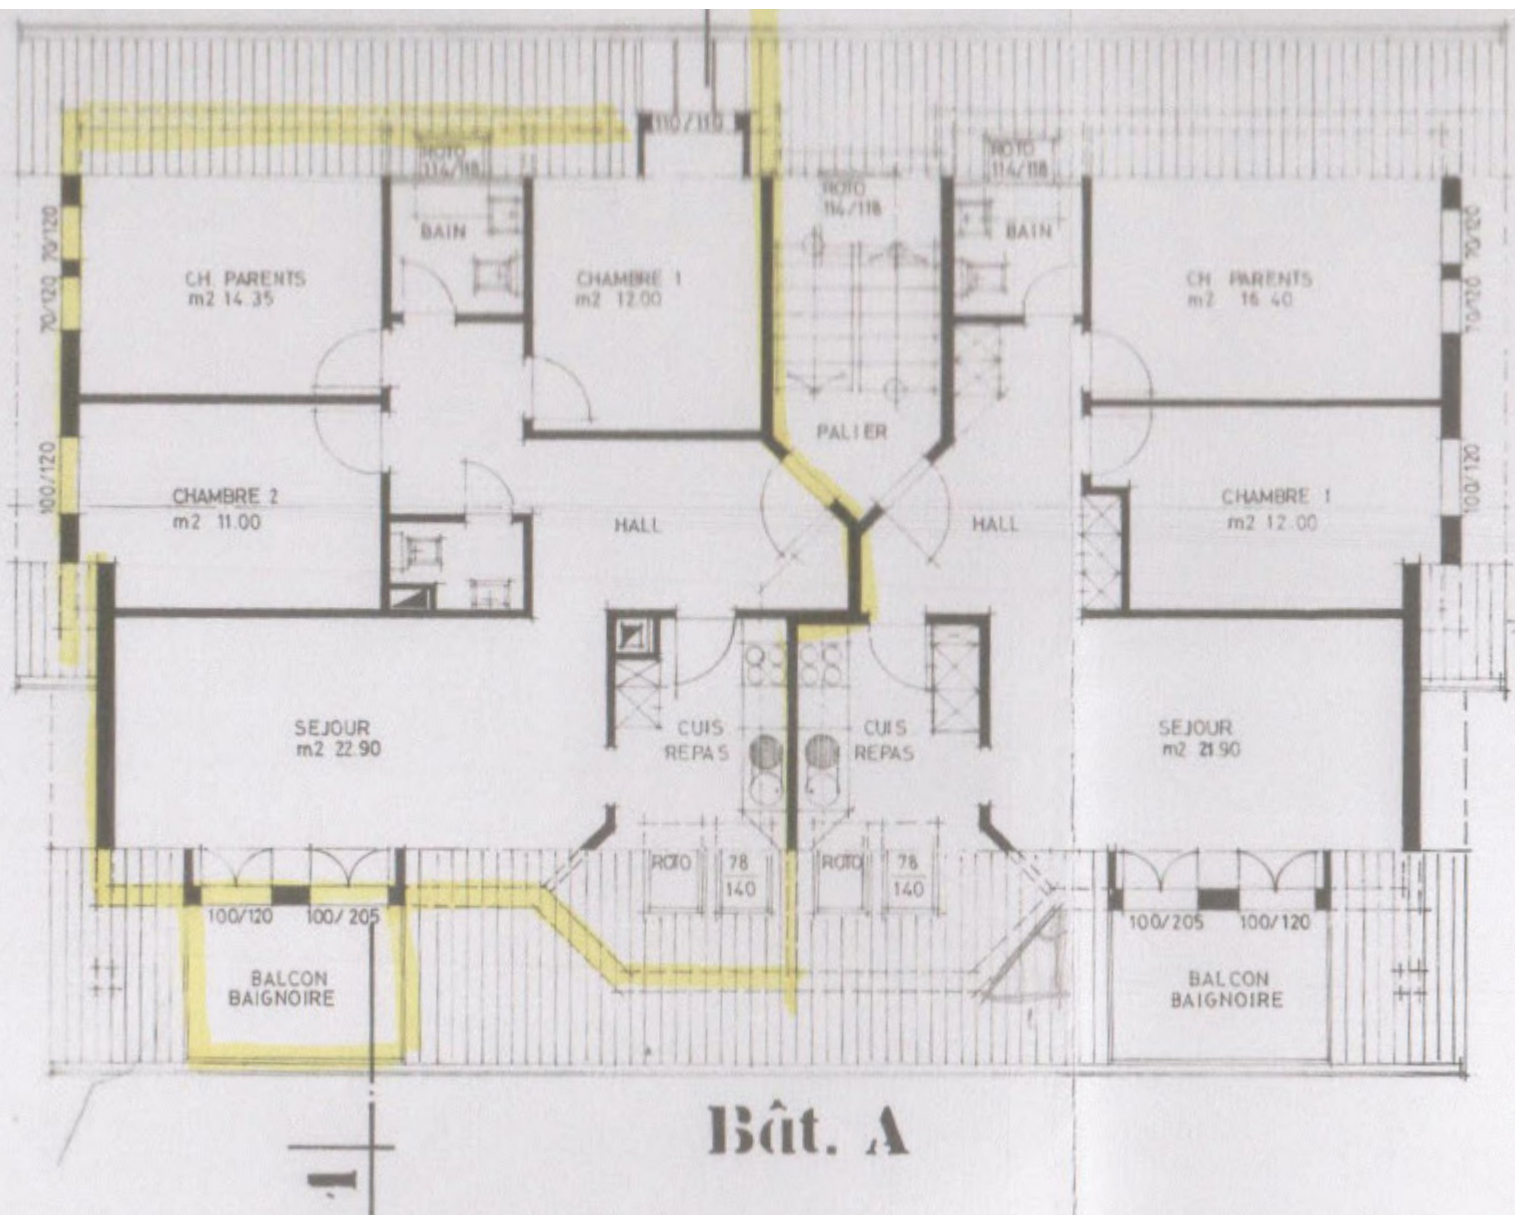 110/110
ROTO
114/118
ROTO
114/118
ROTO
114/118
BAIN
BAIN
70/120
70/120
CH. PARENTS
m2 14.35
CHAMBRE 1
m2 12.00
CH. PARENTS
m2 16.40
70/120
70/120
PALIER
100/120
CHAMBRE 2
m2 11.00
HALL
HALL
CHAMBRE 1
m2 12.00
100/120
SEJOUR
m2 22.90
CUIS
REPAS
CUIS
REPAS
SEJOUR
m2 21.90
ROTO
78
140
ROTO
78
140
100/120
100/205
100/205
100/120
BALCON
BAIGNOIRE
BALCON
BAIGNOIRE
Bât. A
1